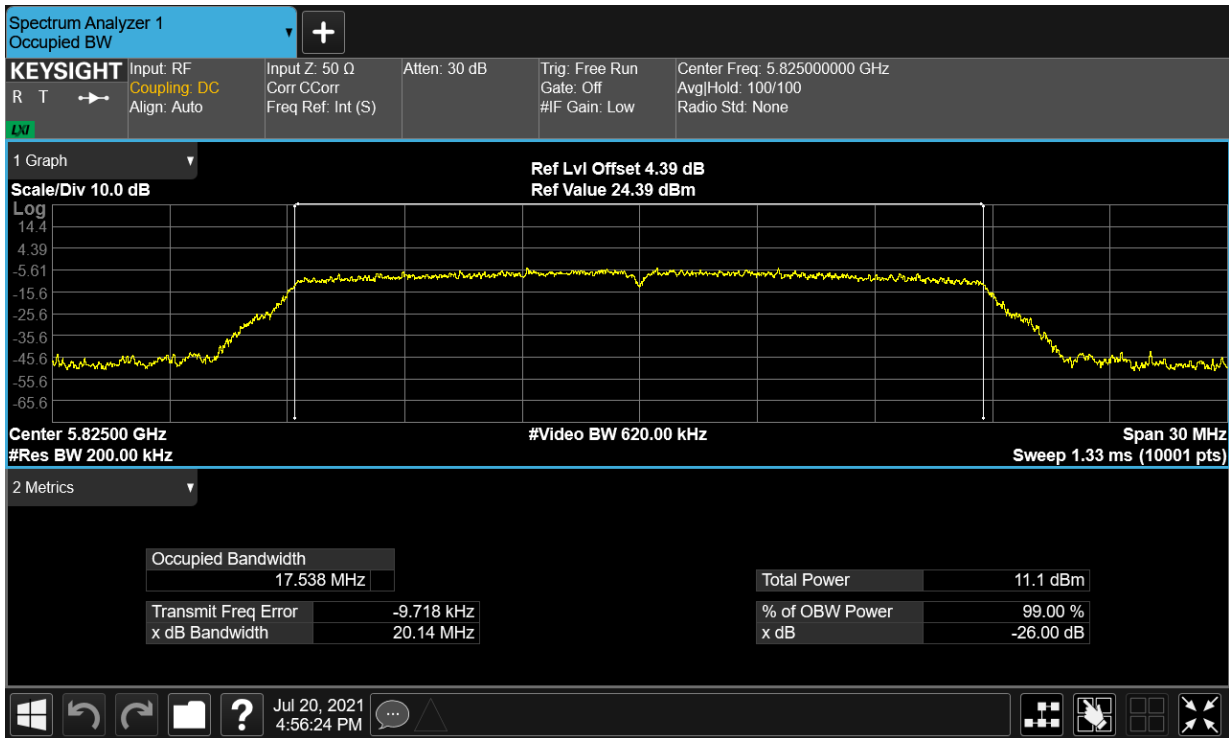 Spectrum Analyzer 1
Occupied BW
▼
+
KEYSIGHT
R T
LXI
Input: RF
Coupling: DC
Align: Auto
Input Z: 50 Ω
Corr CCorr
Freq Ref: Int (S)
Atten: 30 dB
Trig: Free Run
Gate: Off
#IF Gain: Low
Center Freq: 5.825000000 GHz
Avg|Hold: 100/100
Radio Std: None
1 Graph ▼
Scale/Div 10.0 dB
Ref Lvl Offset 4.39 dB
Ref Value 24.39 dBm
Log
14.4
4.39
-5.61
-15.6
-25.6
-35.6
-45.6
-55.6
-65.6
Center 5.82500 GHz
#Res BW 200.00 kHz
#Video BW 620.00 kHz
Span 30 MHz
Sweep 1.33 ms (10001 pts)
2 Metrics ▼
Occupied Bandwidth
17.538 MHz
Transmit Freq Error -9.718 kHz
x dB Bandwidth 20.14 MHz
Total Power 11.1 dBm
% of OBW Power 99.00 %
x dB -26.00 dB
?
Jul 20, 2021
4:56:24 PM